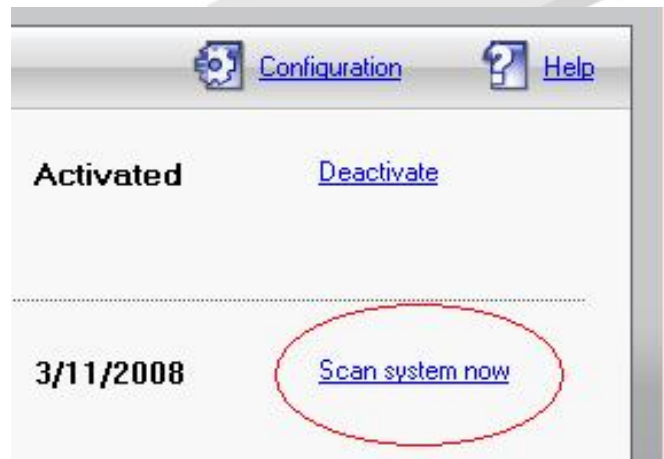 Configuration Help
Activated Deactivate
3/11/2008 Scan system now